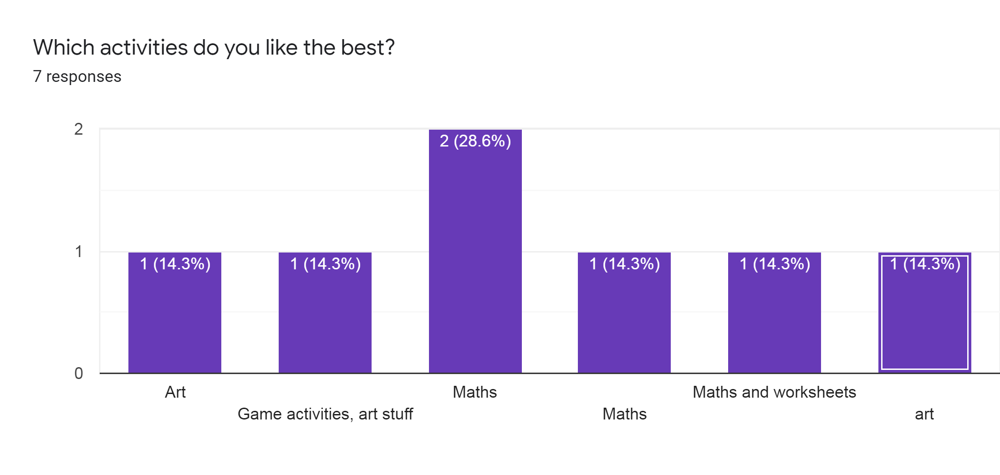 Which activities do you like the best?
7 responses
2
1
0
2 (28.6%)
1 (14.3%)
1 (14.3%)
1 (14.3%)
1 (14.3%)
1 (14.3%)
Art
Maths
Maths and worksheets
Game activities, art stuff
Maths
art